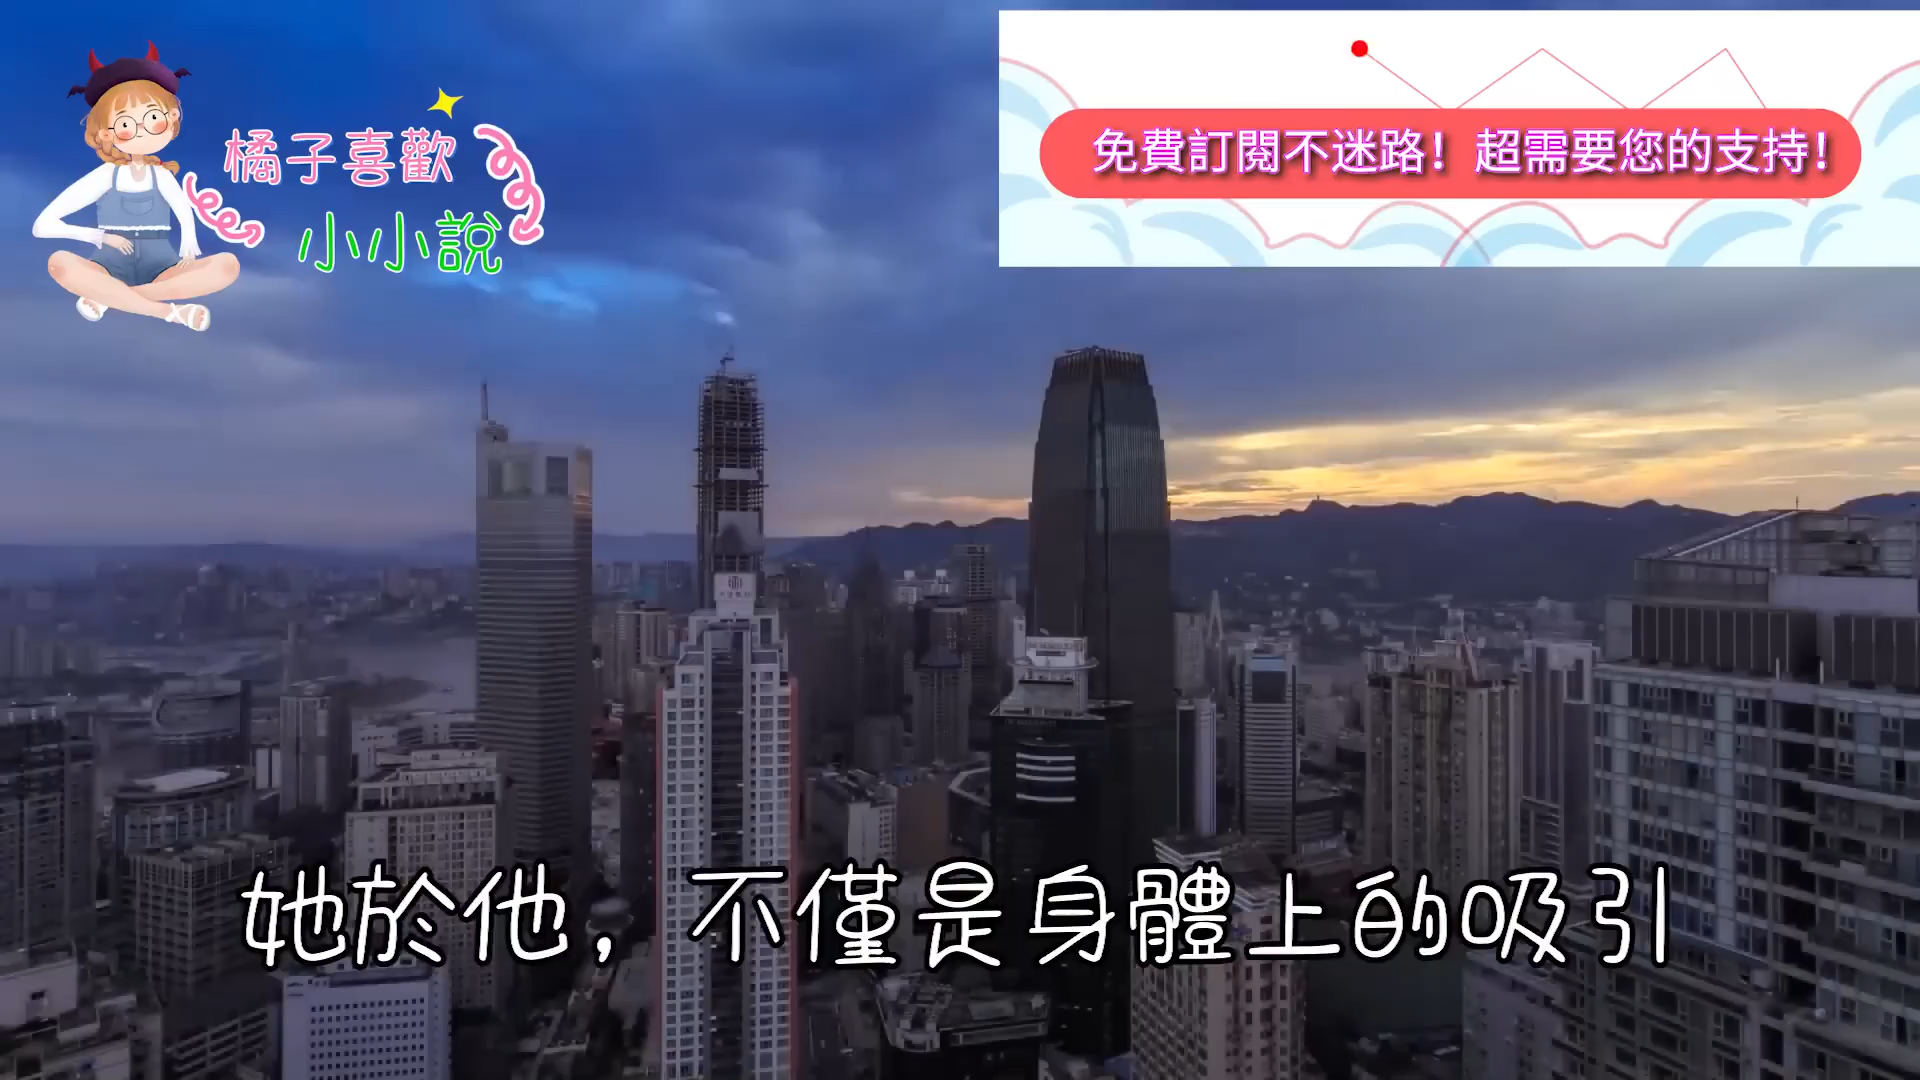 橘子喜歡
小小說
免費訂閱不迷路！超需要您的支持！
她於他，不僅是身體上的吸引